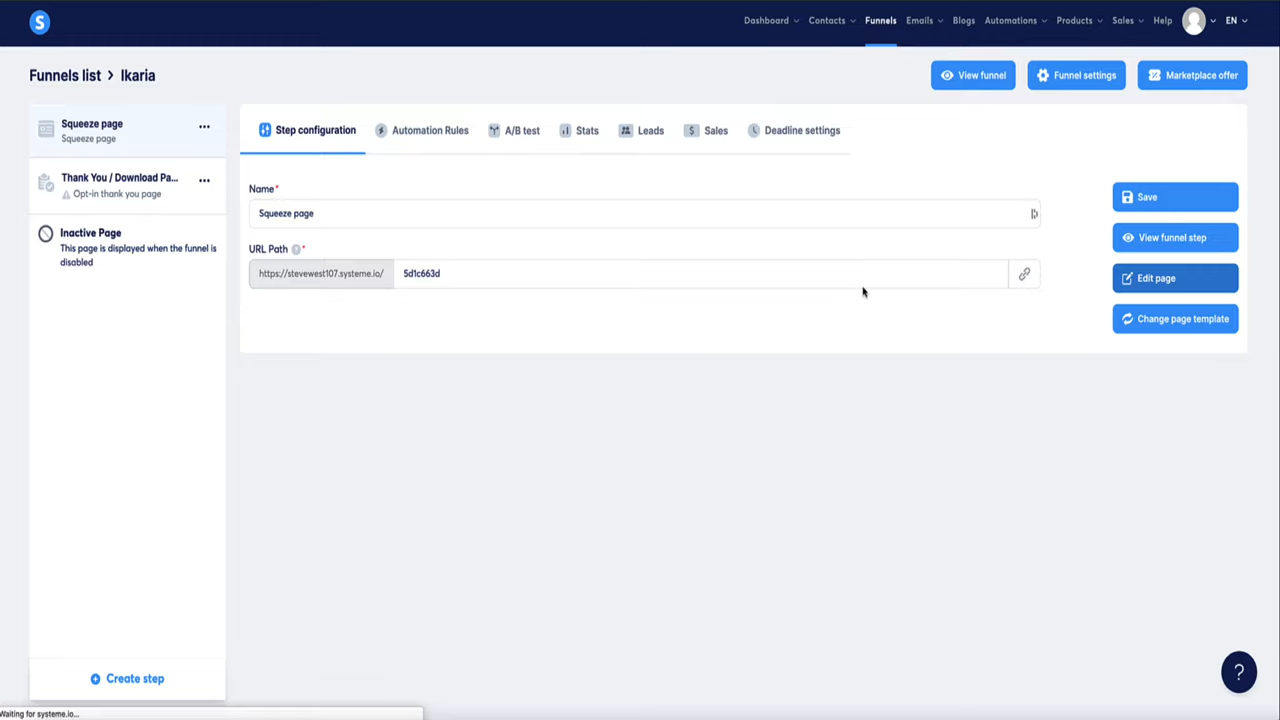 S
Dashboard
Contacts
Funnels
Emails
Blogs
Automations
Products
Sales
Help
EN
Funnels list > Ikaria
View funnel
Funnel settings
Marketplace offer
Squeeze page
Squeeze page
Thank You / Download Pa...
Opt-in thank you page
Inactive Page
This page is displayed when the funnel is
disabled
Create step
Step configuration
Automation Rules
A/B test
Stats
Leads
Sales
Deadline settings
Name*
Squeeze page
URL Path ? *
https://stevewest107.systeme.io/
5d1c663d
Save
View funnel step
Edit page
Change page template
?
Waiting for systeme.io...